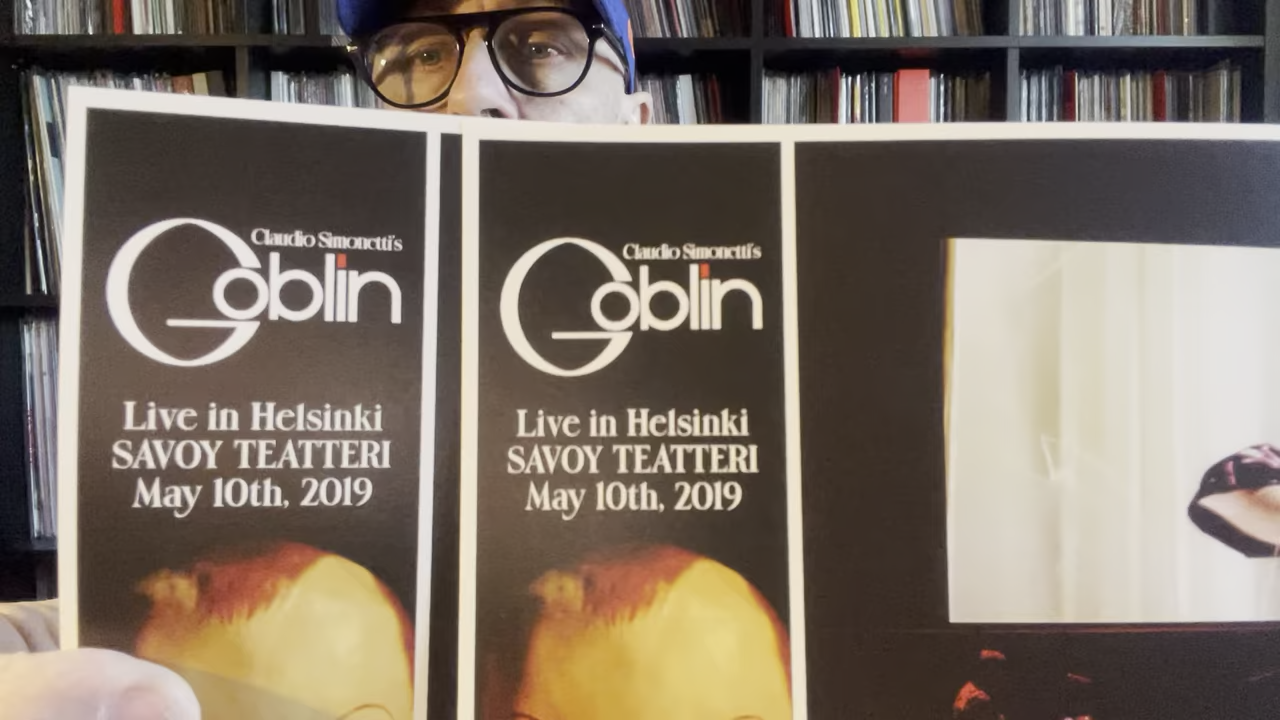 Claudio Simonetti's
Goblin
Live in Helsinki
SAVOY TEATTERI
May 10th, 2019
Claudio Simonetti's
Goblin
Live in Helsinki
SAVOY TEATTERI
May 10th, 2019